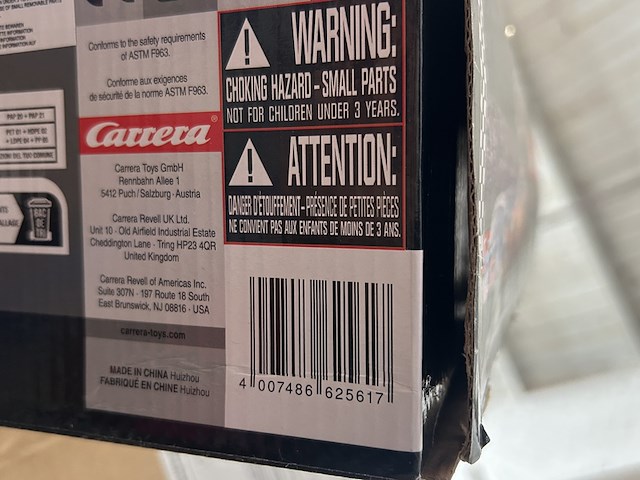 Conforms to the safety requirements
of ASTM F963.
Conforme aux exigences
de sécurité de la norme ASTM F963.
Carrera®
Carrera Toys GmbH
Rennbahn Allee 1
5412 Puch / Salzburg · Austria
Carrera Revell UK Ltd.
Unit 10 · Old Airfield Industrial Estate
Cheddington Lane · Tring HP23 4QR
United Kingdom
Carrera Revell of Americas Inc.
Suite 307N · 197 Route 18 South
East Brunswick, NJ 08816 · USA
carrera-toys.com
MADE IN CHINA Huizhou
FABRIQUÉ EN CHINE Huizhou
WARNING:
CHOKING HAZARD – SMALL PARTS
NOT FOR CHILDREN UNDER 3 YEARS.
ATTENTION:
DANGER D'ÉTOUFFEMENT – PRÉSENCE DE PETITES PIÈCES
NE CONVIENT PAS AUX ENFANTS DE MOINS DE 3 ANS.
4 007486 625617
PAP 20 + PAP 21